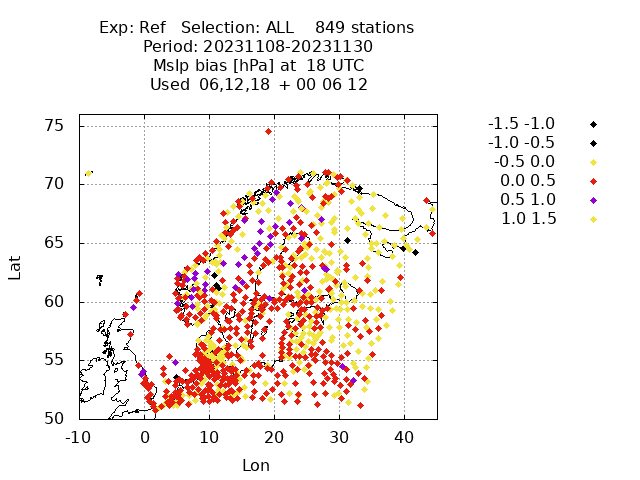 Exp: Ref   Selection: ALL    849 stations
Period: 20231108-20231130
Mslp bias [hPa] at  18 UTC
Used  06,12,18  + 00 06 12
75
70
65
60
55
50
-10 0 10 20 30 40
Lat
Lon
-1.5 -1.0
-1.0 -0.5
-0.5 0.0
0.0 0.5
0.5 1.0
1.0 1.5